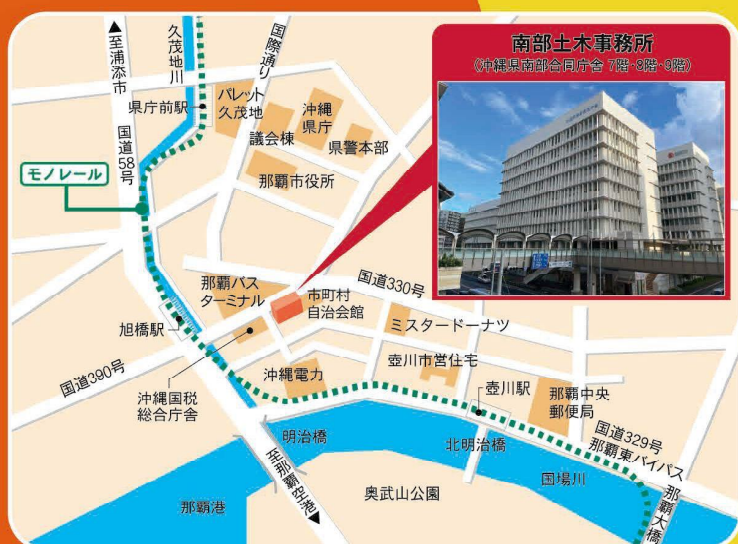 南部土木事務所
(沖縄県南部合同庁舎 7階・8階・9階)
▲至浦添市
国道58号
久茂地川
国際通り
県庁前駅
パレット
久茂地
沖縄
県庁
議会棟
県警本部
那覇市役所
モノレール
那覇バス
ターミナル
市町村
自治会館
国道330号
ミスタードーナツ
旭橋駅
壺川市営住宅
国道390号
沖縄電力
沖縄国税
総合庁舎
壺川駅
那覇中央
郵便局
国道329号
那覇東バイパス
明治橋
北明治橋
至那覇空港▼
国場川
那覇大橋
奥武山公園
那覇港